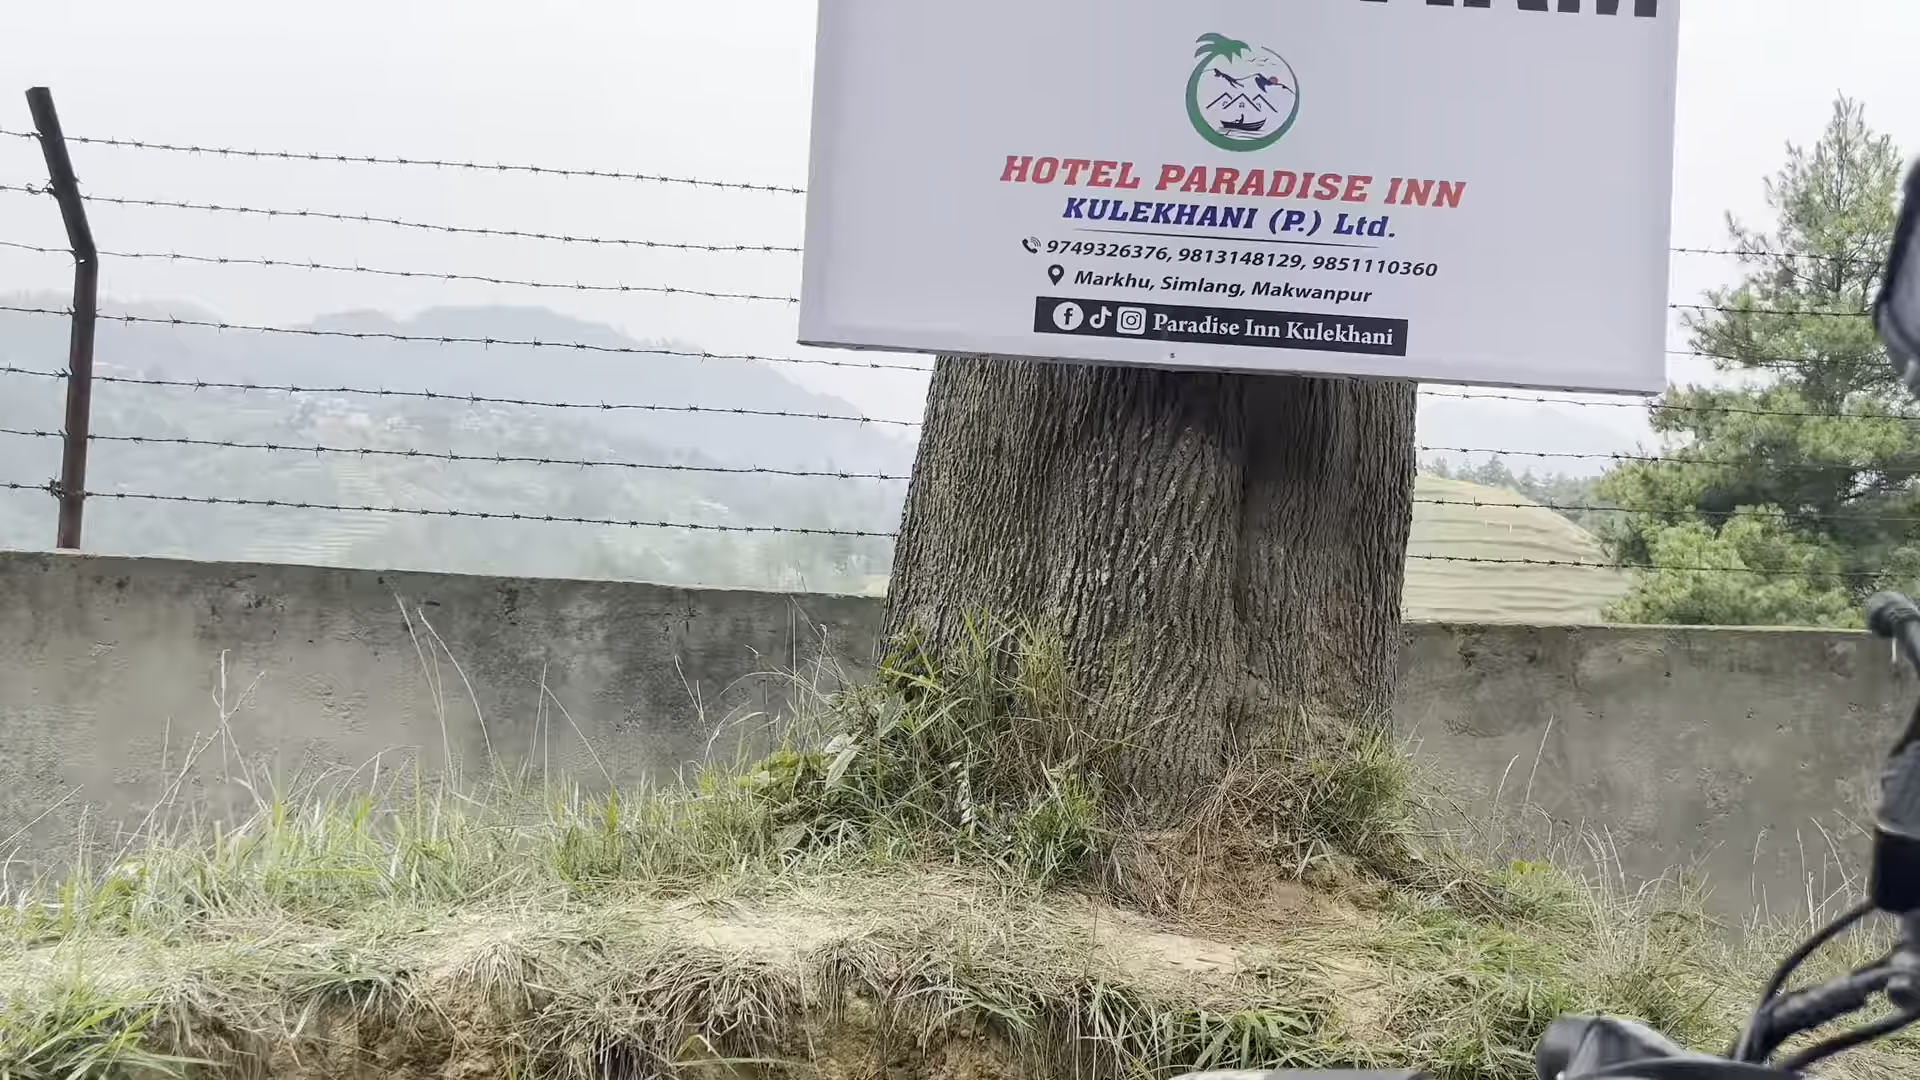 HOTEL PARADISE INN
KULEKHANI (P.) Ltd.
9749326376, 9813148129, 9851110360
Markhu, Simlang, Makwanpur
Paradise Inn Kulekhani